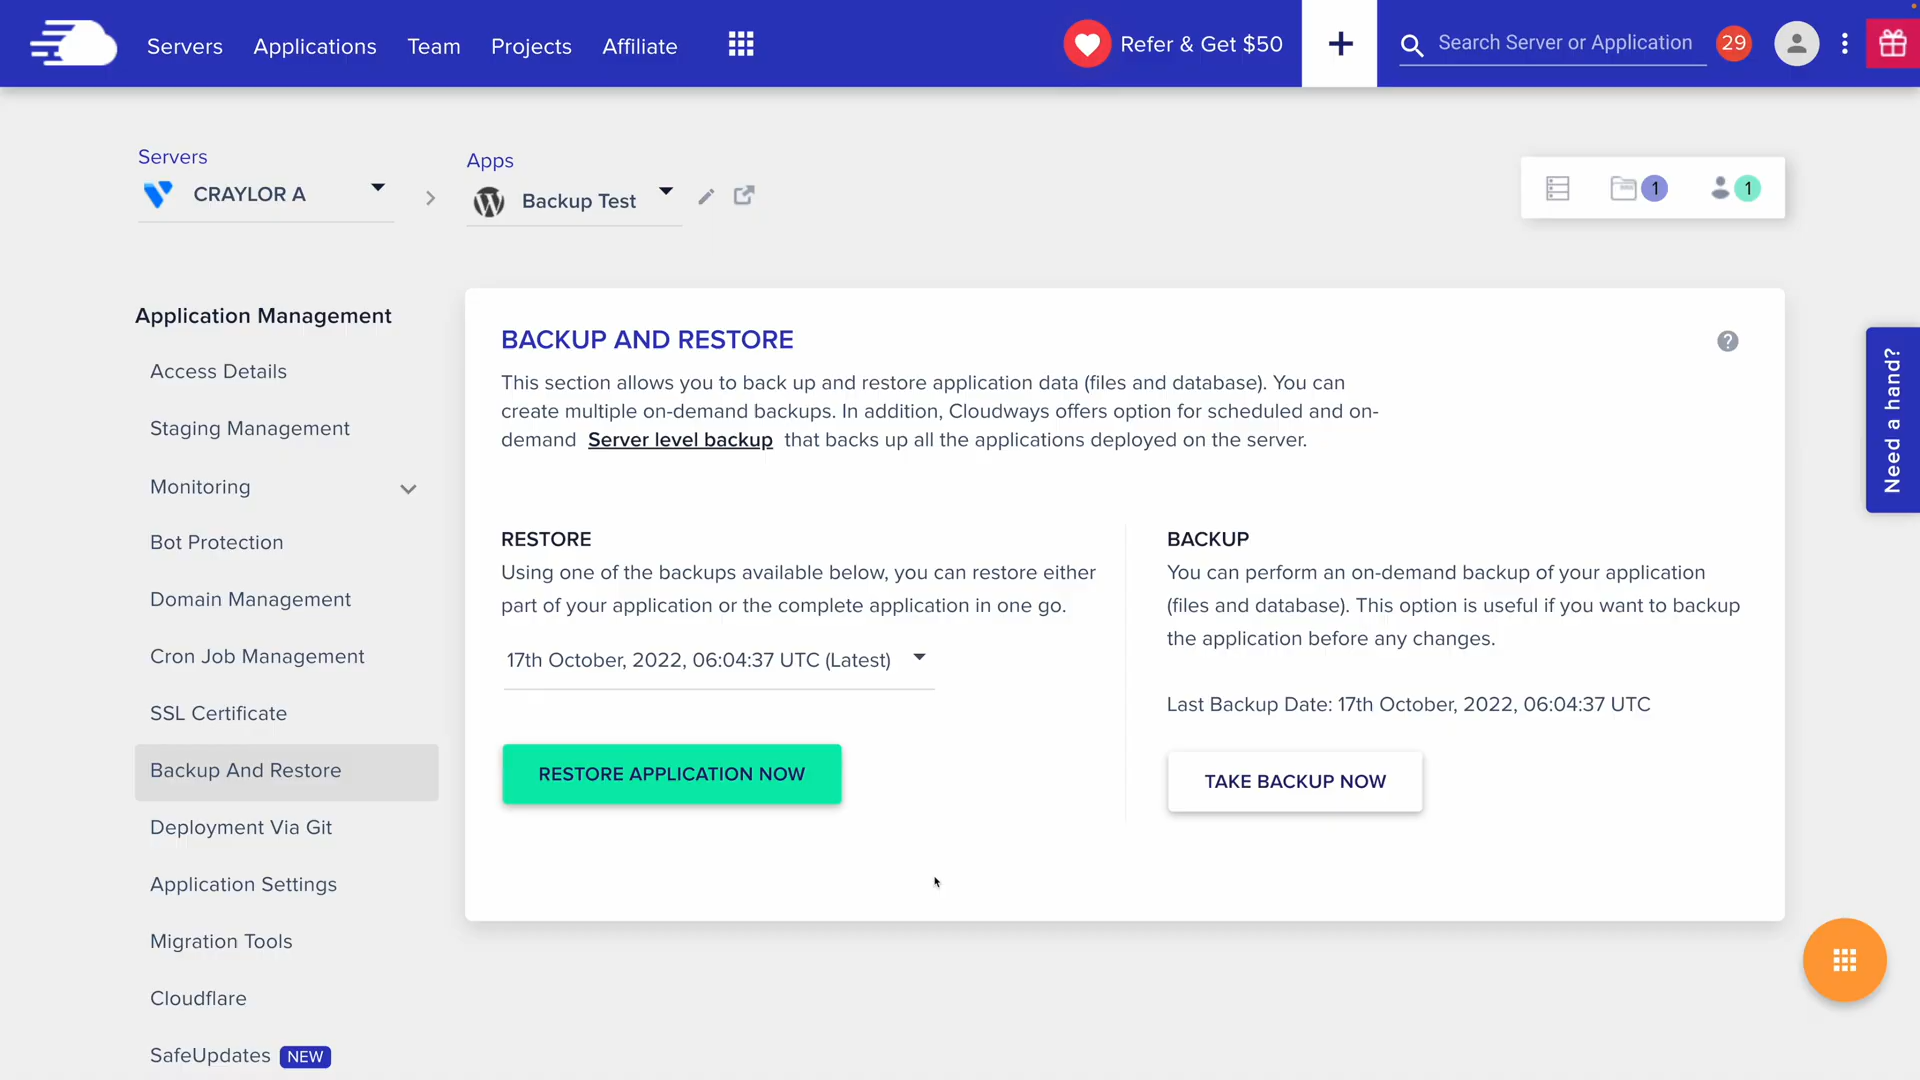 Servers Applications Team Projects Affiliate Refer & Get $50 + Search Server or Application 29
Servers
CRAYLOR A
Apps
Backup Test
1 1
Application Management
Access Details
Staging Management
Monitoring
Bot Protection
Domain Management
Cron Job Management
SSL Certificate
Backup And Restore
Deployment Via Git
Application Settings
Migration Tools
Cloudflare
SafeUpdates NEW
BACKUP AND RESTORE
?
This section allows you to back up and restore application data (files and database). You can
create multiple on-demand backups. In addition, Cloudways offers option for scheduled and on-
demand Server level backup that backs up all the applications deployed on the server.
RESTORE
Using one of the backups available below, you can restore either
part of your application or the complete application in one go.
17th October, 2022, 06:04:37 UTC (Latest)
RESTORE APPLICATION NOW
BACKUP
You can perform an on-demand backup of your application
(files and database). This option is useful if you want to backup
the application before any changes.
Last Backup Date: 17th October, 2022, 06:04:37 UTC
TAKE BACKUP NOW
Need a hand?